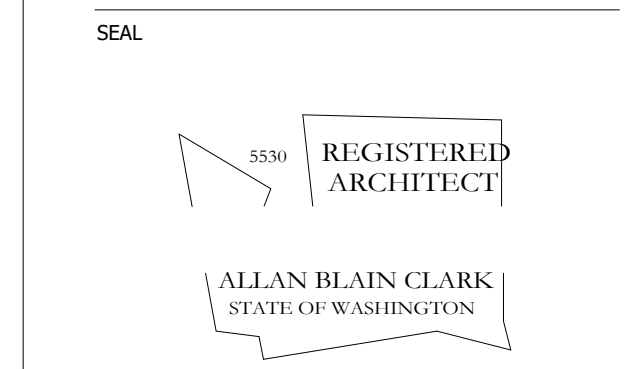 SEAL
5530
REGISTERED
ARCHITECT
ALLAN BLAIN CLARK
STATE OF WASHINGTON